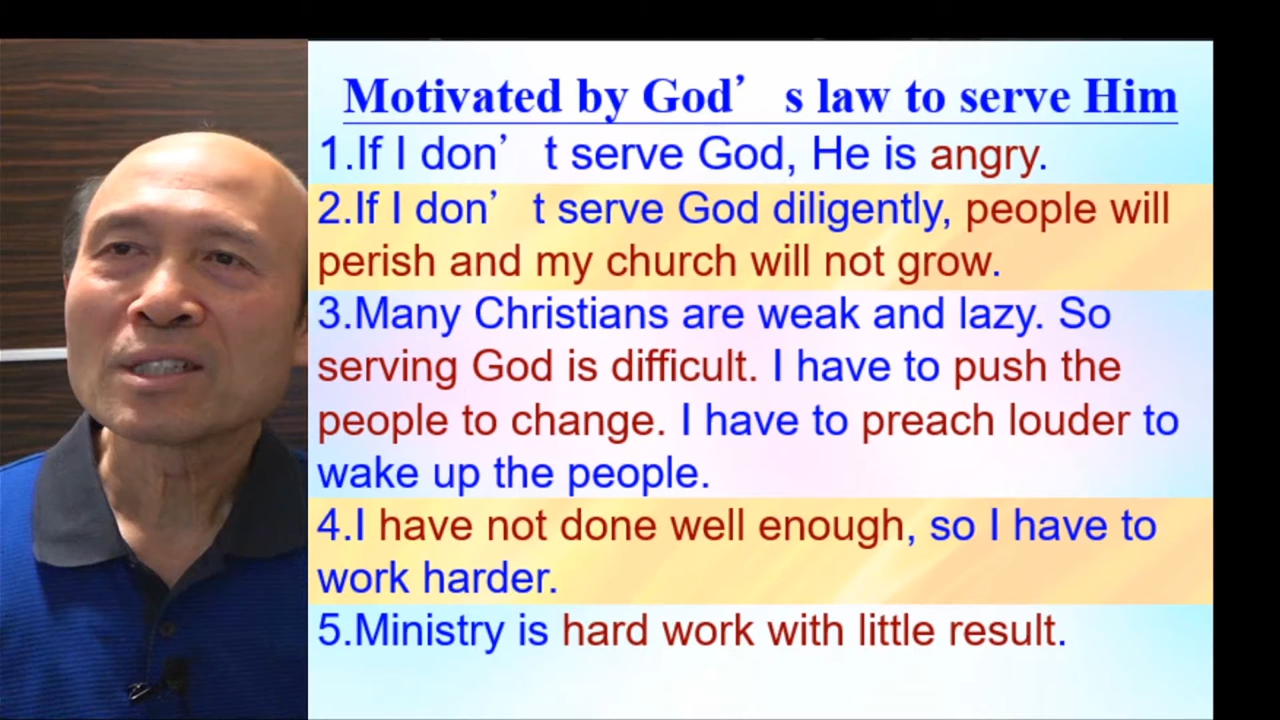 Motivated by God’ s law to serve Him
1.If I don’ t serve God, He is angry.
2.If I don’ t serve God diligently, people will
perish and my church will not grow.
3.Many Christians are weak and lazy. So
serving God is difficult. I have to push the
people to change. I have to preach louder to
wake up the people.
4.I have not done well enough, so I have to
work harder.
5.Ministry is hard work with little result.